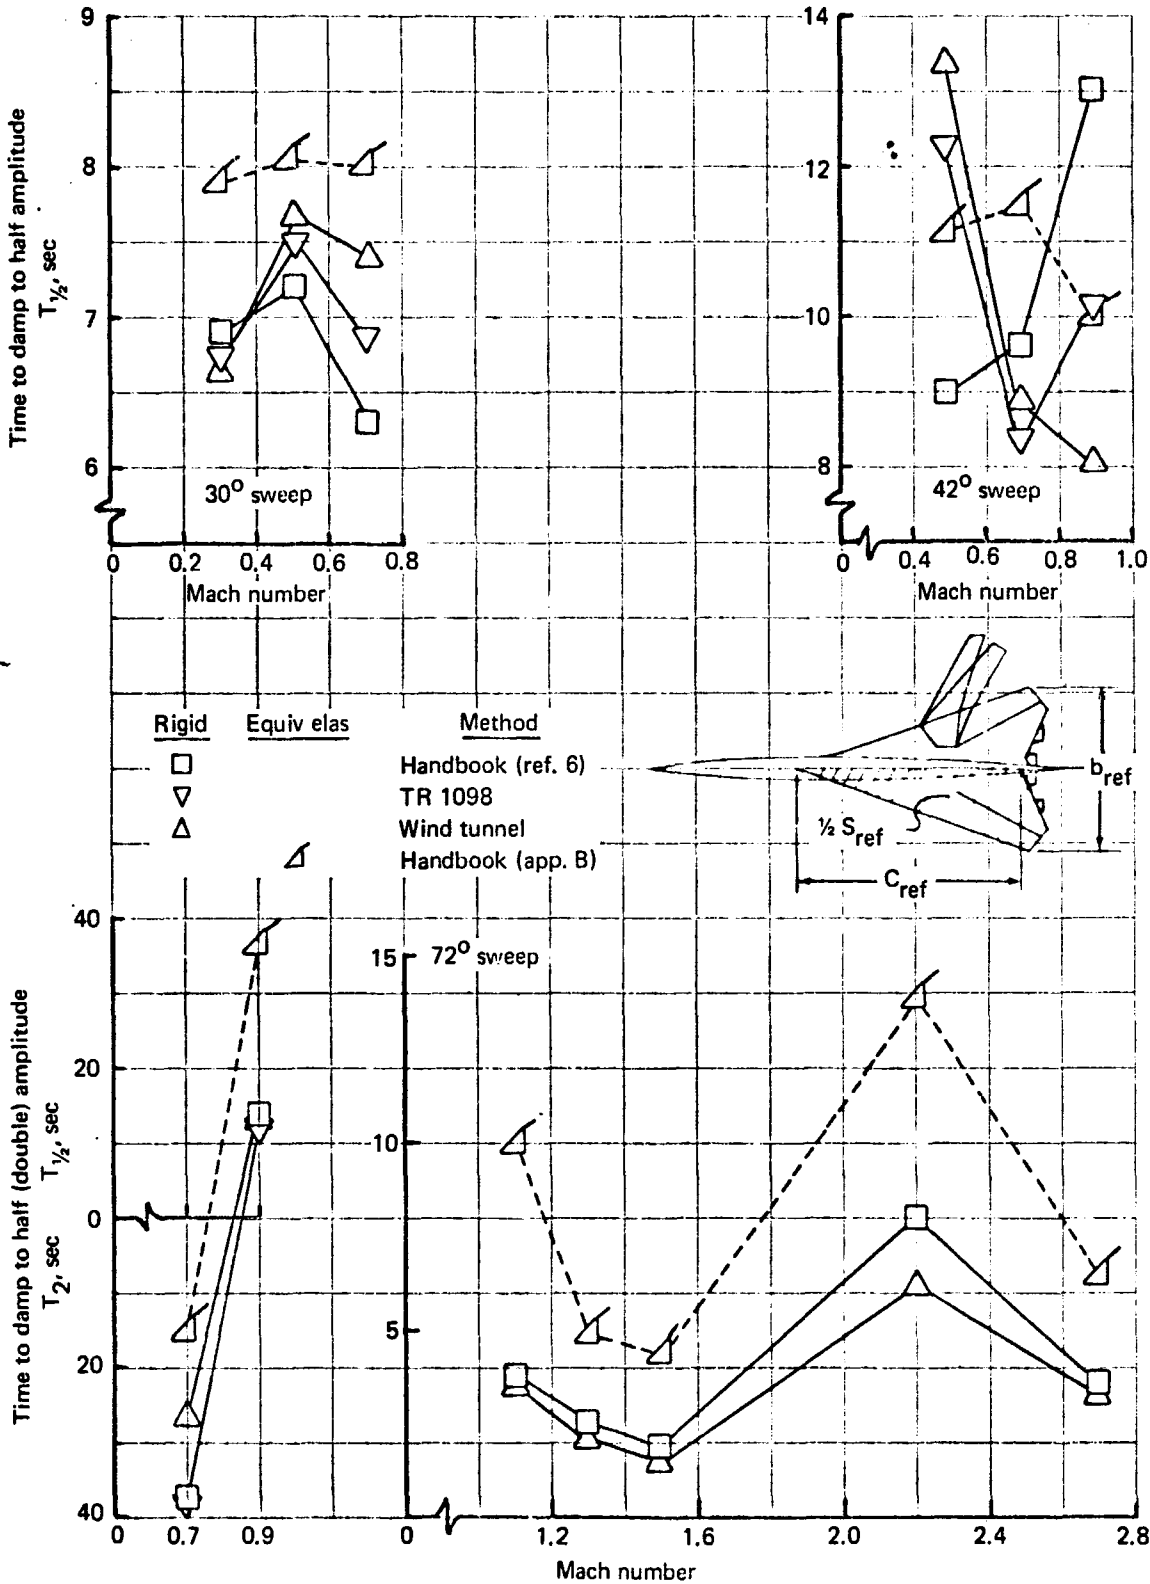 9
8
7
6
Time to damp to half amplitude
T½, sec
30° sweep
0 0.2 0.4 0.6 0.8
Mach number
14
12
10
8
42° sweep
0 0.4 0.6 0.8 1.0
Mach number
Rigid Equiv elas Method
Handbook (ref. 6)
TR 1098
Wind tunnel
Handbook (app. B)
½ Sref
Cref
bref
40
20
0
20
40
Time to damp to half (double) amplitude
T2, sec T½, sec
0 0.7 0.9
15
10
5
72° sweep
0 1.2 1.6 2.0 2.4 2.8
Mach number